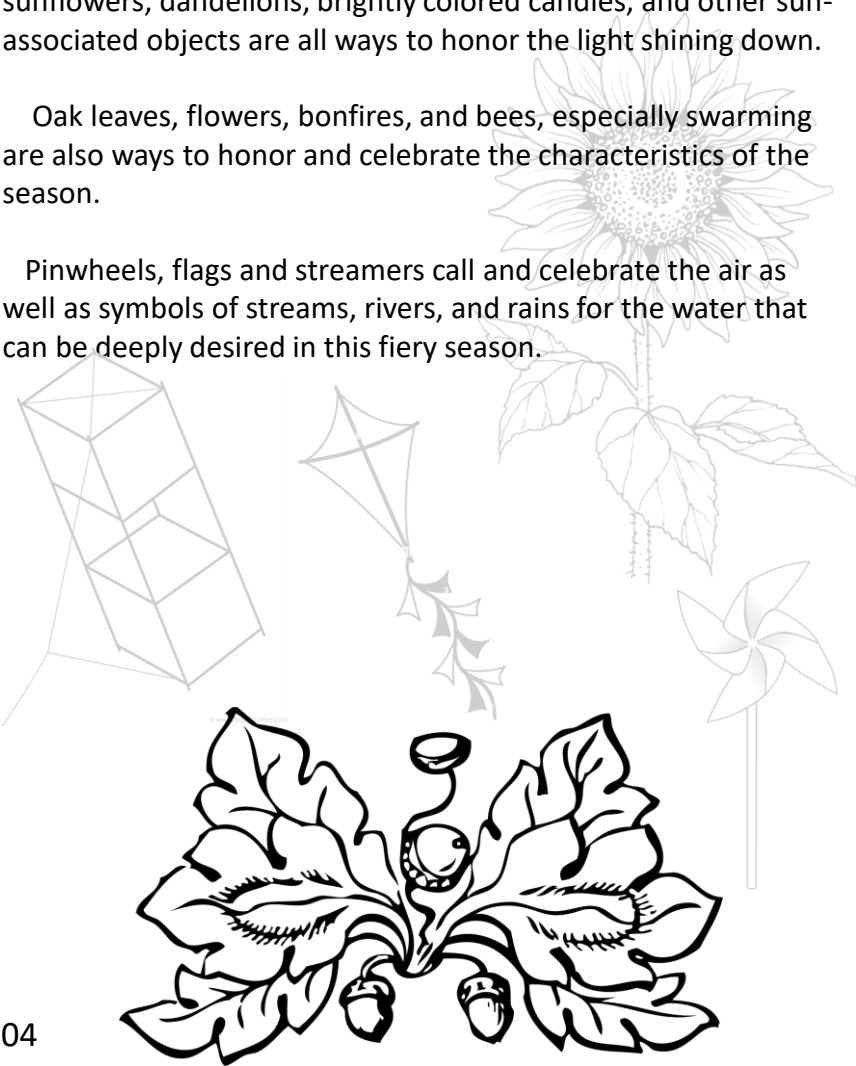 sunflowers, dandelions, brightly colored candles, and other sun-
associated objects are all ways to honor the light shining down.
Oak leaves, flowers, bonfires, and bees, especially swarming
are also ways to honor and celebrate the characteristics of the
season.
Pinwheels, flags and streamers call and celebrate the air as
well as symbols of streams, rivers, and rains for the water that
can be deeply desired in this fiery season.
04